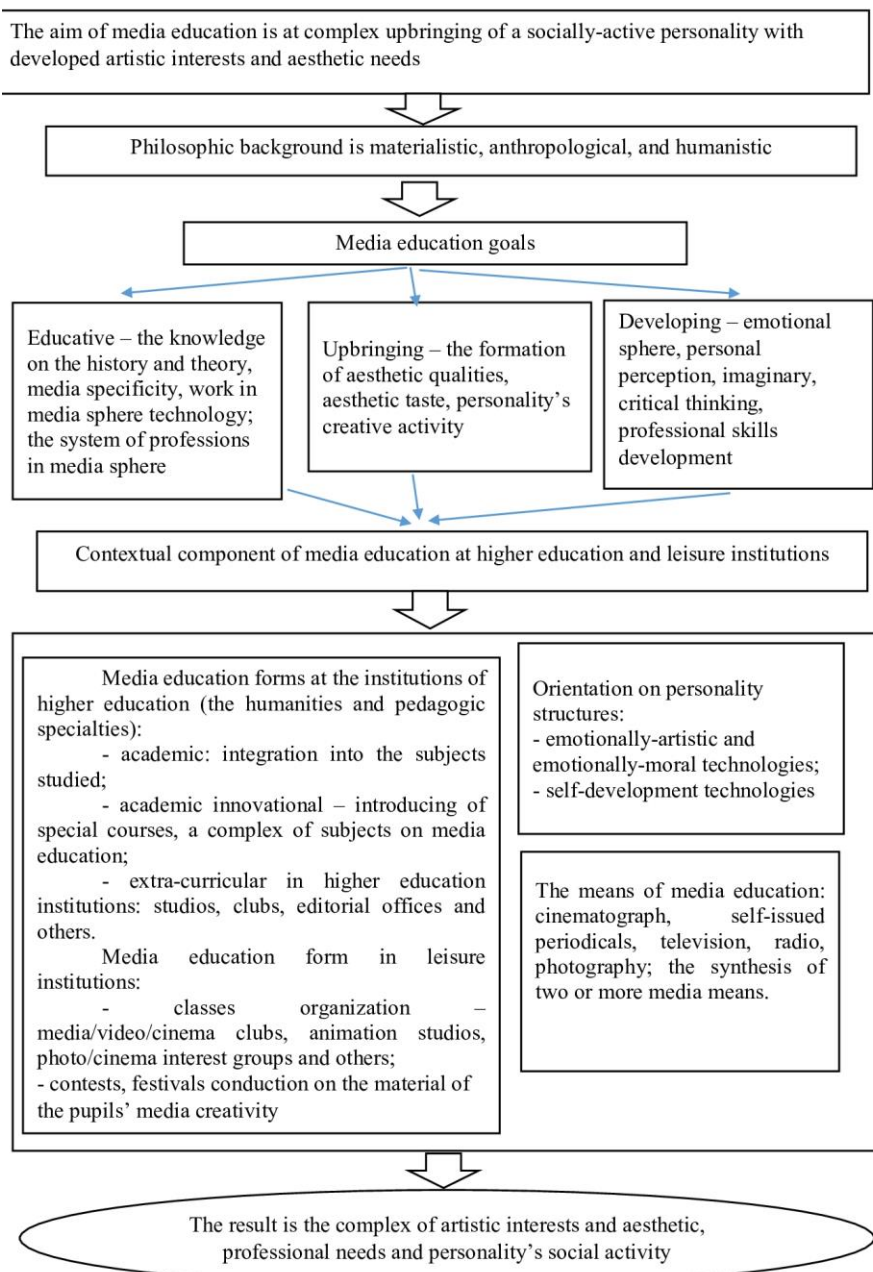 The aim of media education is at complex upbringing of a socially-active personality with
developed artistic interests and aesthetic needs
Philosophic background is materialistic, anthropological, and humanistic
Media education goals
Educative – the knowledge
on the history and theory,
media specificity, work in
media sphere technology;
the system of professions
in media sphere
Upbringing – the formation
of aesthetic qualities,
aesthetic taste, personality’s
creative activity
Developing – emotional
sphere, personal
perception, imaginary,
critical thinking,
professional skills
development
Contextual component of media education at higher education and leisure institutions
Media education forms at the institutions of
higher education (the humanities and pedagogic
specialties):
- academic: integration into the subjects
studied;
- academic innovational – introducing of
special courses, a complex of subjects on media
education;
- extra-curricular in higher education
institutions: studios, clubs, editorial offices and
others.
Media education form in leisure
institutions:
- classes organization –
media/video/cinema clubs, animation studios,
photo/cinema interest groups and others;
- contests, festivals conduction on the material of
the pupils’ media creativity
Orientation on personality
structures:
- emotionally-artistic and
emotionally-moral technologies;
- self-development technologies
The means of media education:
cinematograph, self-issued
periodicals, television, radio,
photography; the synthesis of
two or more media means.
The result is the complex of artistic interests and aesthetic,
professional needs and personality’s social activity